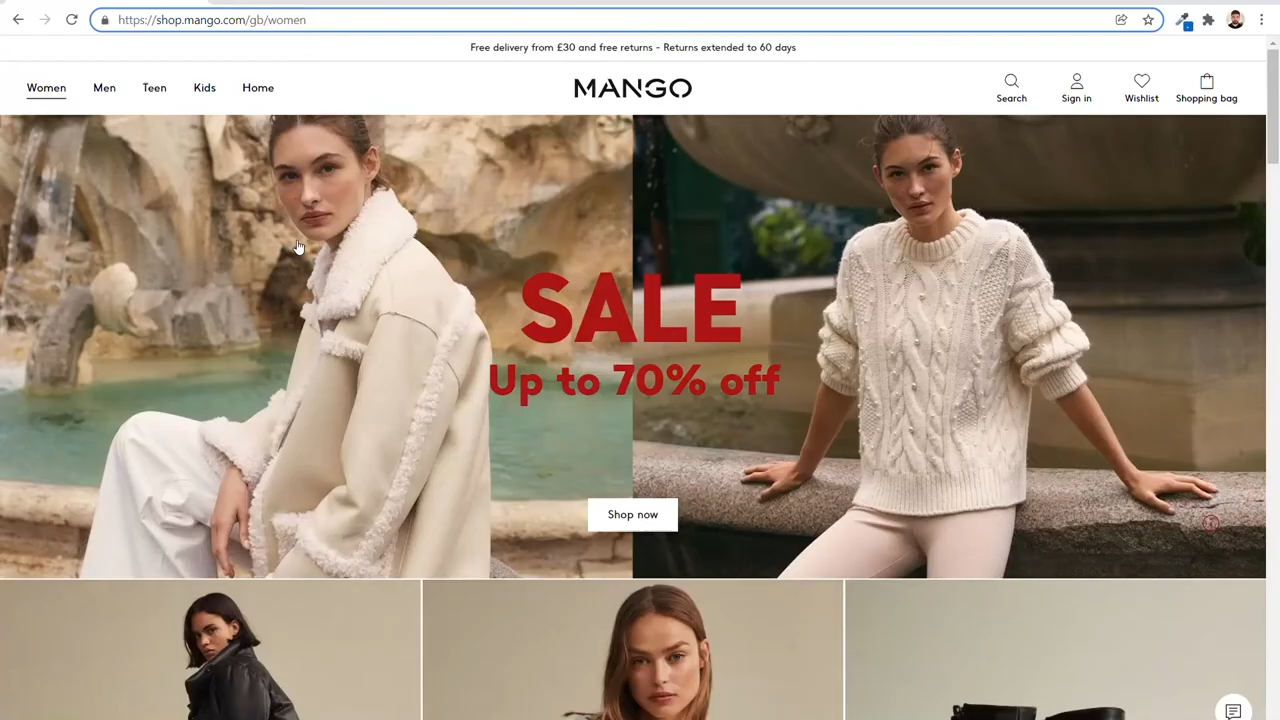 https://shop.mango.com/gb/women
Free delivery from £30 and free returns - Returns extended to 60 days
Women Men Teen Kids Home
MANGO
Search Sign in Wishlist Shopping bag
SALE
Up to 70% off
Shop now